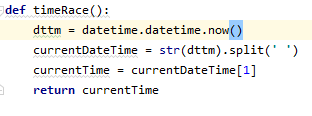 def timeRace():
    dttm = datetime.datetime.now()
    currentDateTime = str(dttm).split(' ')
    currentTime = currentDateTime[1]
    return currentTime